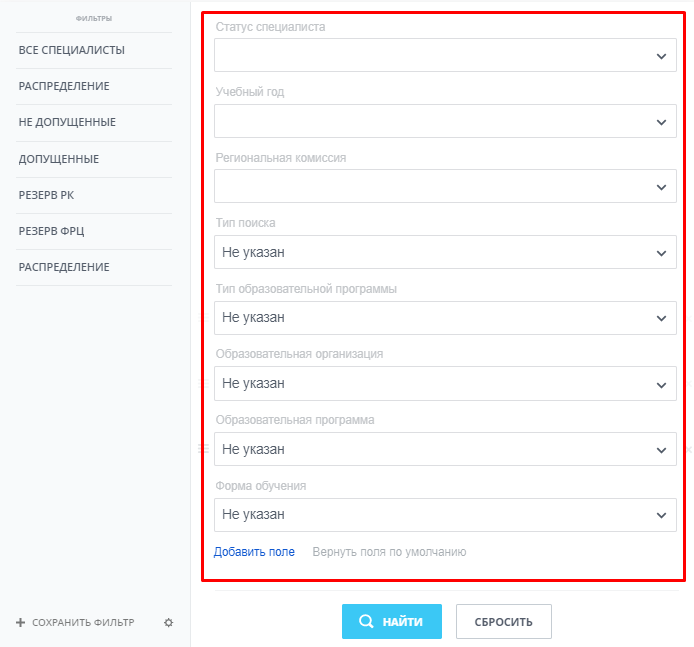 ФИЛЬТРЫ
ВСЕ СПЕЦИАЛИСТЫ
РАСПРЕДЕЛЕНИЕ
НЕ ДОПУЩЕННЫЕ
ДОПУЩЕННЫЕ
РЕЗЕРВ РК
РЕЗЕРВ ФРЦ
РАСПРЕДЕЛЕНИЕ
СОХРАНИТЬ ФИЛЬТР
Статус специалиста
Учебный год
Региональная комиссия
Тип поиска
Не указан
Тип образовательной программы
Не указан
Образовательная организация
Не указан
Образовательная программа
Не указан
Форма обучения
Не указан
Добавить поле Вернуть поля по умолчанию
НАЙТИ СБРОСИТЬ